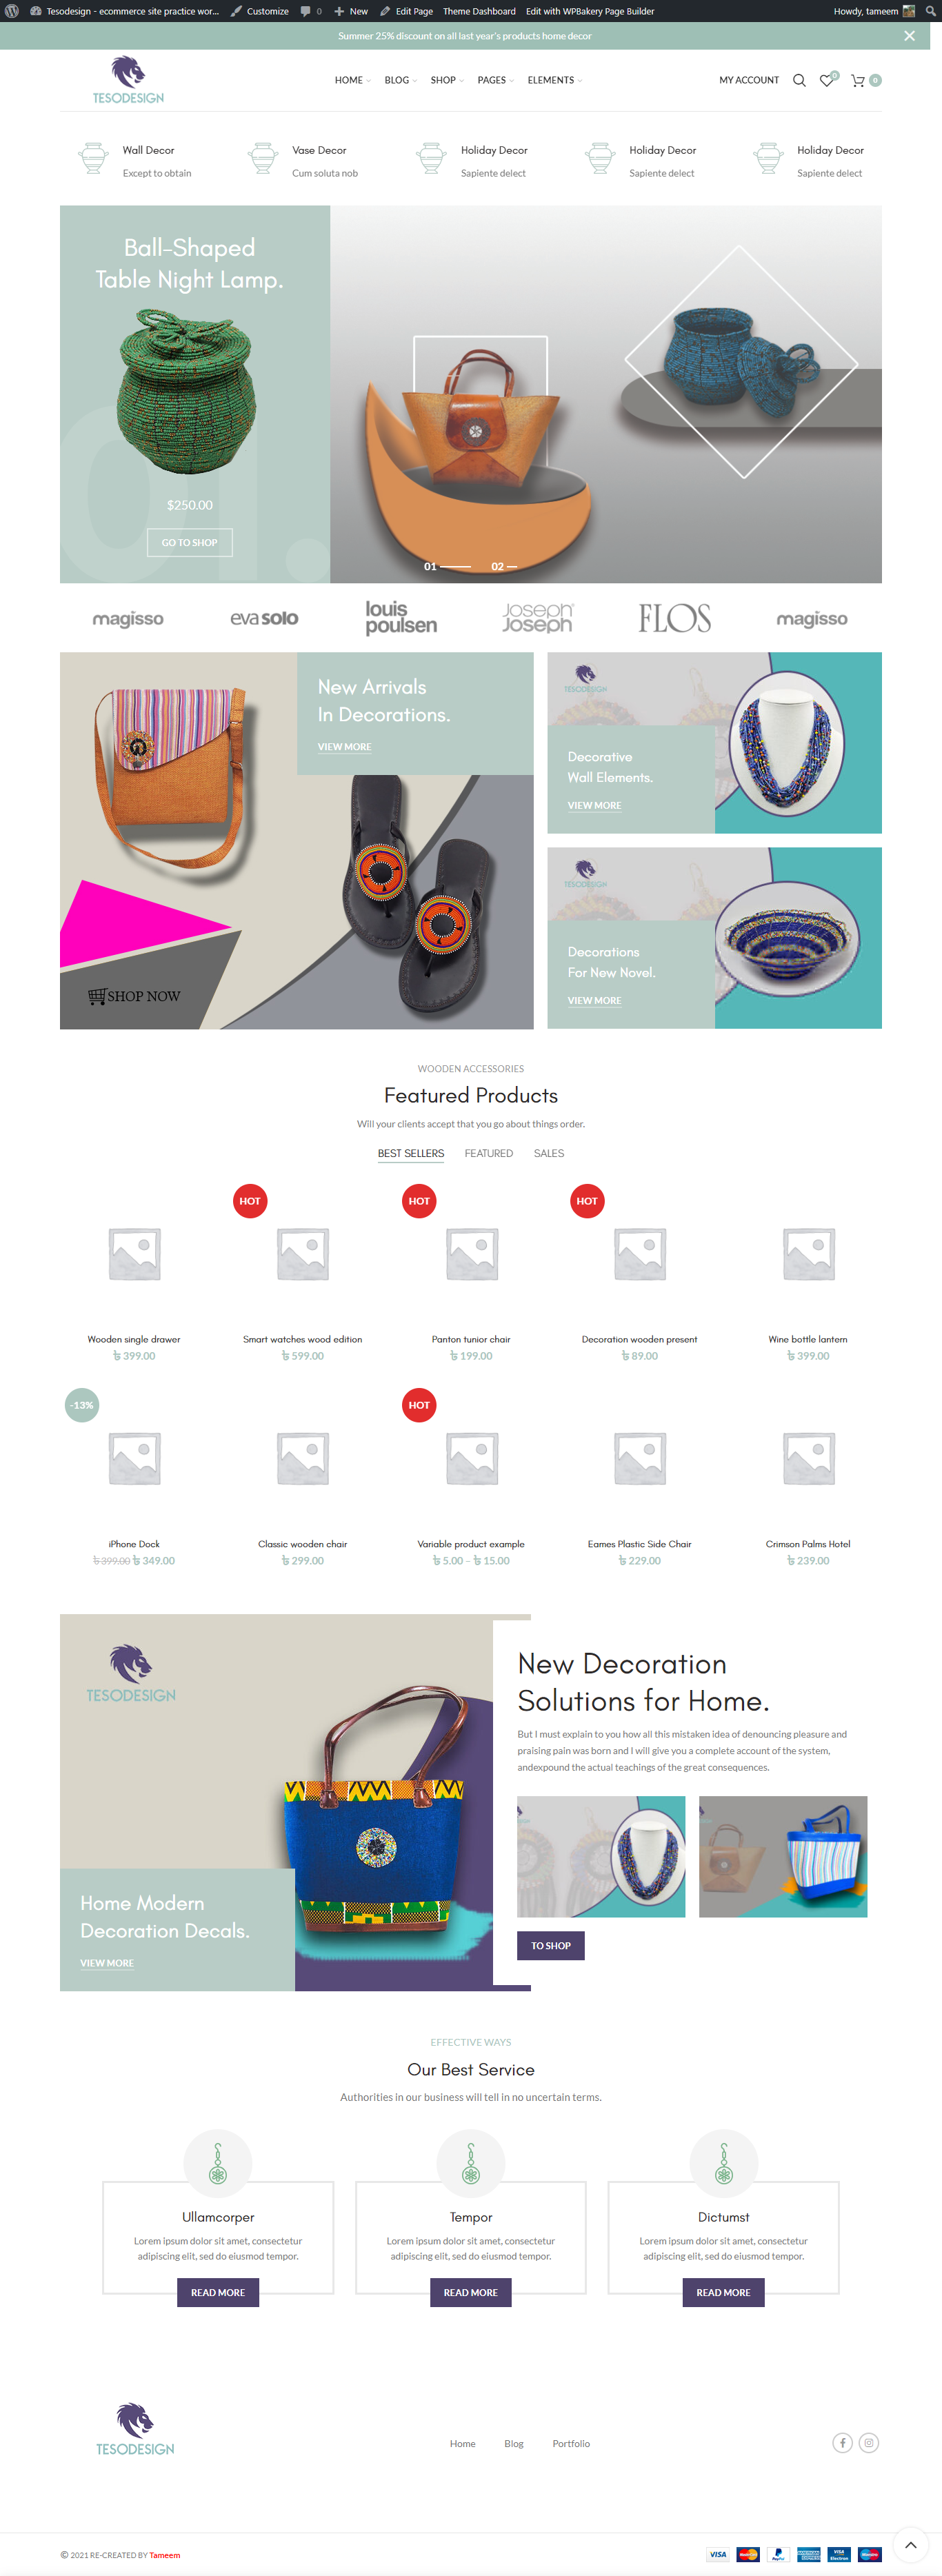 Tesodesign - ecommerce site practice wor... Customize 0 New Edit Page Theme Dashboard Edit with WPBakery Page Builder Howdy, tameem
Summer 25% discount on all last year's products home decor
TESODESIGN
HOME BLOG SHOP PAGES ELEMENTS
MY ACCOUNT 0 0
Wall Decor
Except to obtain
Vase Decor
Cum soluta nob
Holiday Decor
Sapiente delect
Holiday Decor
Sapiente delect
Holiday Decor
Sapiente delect
Ball-Shaped
Table Night Lamp.
01.
$250.00
GO TO SHOP
01 02
magisso
eva solo
louis
poulsen
Joseph
Joseph
FLOS
magisso
New Arrivals
In Decorations.
VIEW MORE
SHOP NOW
TESODESIGN
Decorative
Wall Elements.
VIEW MORE
TESODESIGN
Decorations
For New Novel.
VIEW MORE
WOODEN ACCESSORIES
Featured Products
Will your clients accept that you go about things order.
BEST SELLERS FEATURED SALES
HOT HOT HOT
Wooden single drawer
৳ 399.00
Smart watches wood edition
৳ 599.00
Panton tunior chair
৳ 199.00
Decoration wooden present
৳ 89.00
Wine bottle lantern
৳ 399.00
-13% HOT
iPhone Dock
৳ 399.00 ৳ 349.00
Classic wooden chair
৳ 299.00
Variable product example
৳ 5.00 – ৳ 15.00
Eames Plastic Side Chair
৳ 229.00
Crimson Palms Hotel
৳ 239.00
TESODESIGN
Home Modern
Decoration Decals.
VIEW MORE
New Decoration
Solutions for Home.
But I must explain to you how all this mistaken idea of denouncing pleasure and
praising pain was born and I will give you a complete account of the system,
andexpound the actual teachings of the great consequences.
TO SHOP
EFFECTIVE WAYS
Our Best Service
Authorities in our business will tell in no uncertain terms.
Ullamcorper
Lorem ipsum dolor sit amet, consectetur
adipiscing elit, sed do eiusmod tempor.
READ MORE
Tempor
Lorem ipsum dolor sit amet, consectetur
adipiscing elit, sed do eiusmod tempor.
READ MORE
Dictumst
Lorem ipsum dolor sit amet, consectetur
adipiscing elit, sed do eiusmod tempor.
READ MORE
TESODESIGN
Home Blog Portfolio
© 2021 RE-CREATED BY Tameem
VISA MasterCard PayPal AMERICAN EXPRESS VISA Electron Maestro